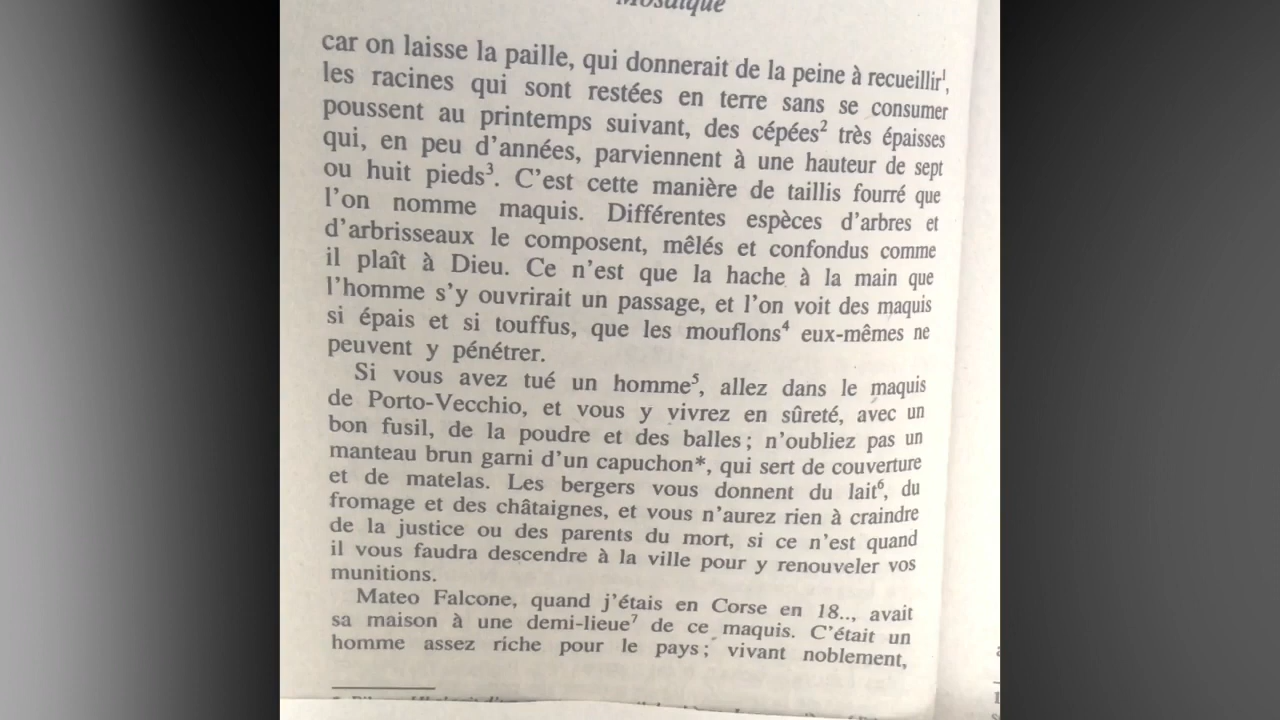 Mosaïque
car on laisse la paille, qui donnerait de la peine à recueillir¹,
les racines qui sont restées en terre sans se consumer
poussent au printemps suivant, des cépées² très épaisses
qui, en peu d'années, parviennent à une hauteur de sept
ou huit pieds³. C'est cette manière de taillis fourré que
l'on nomme maquis. Différentes espèces d'arbres et
d'arbrisseaux le composent, mêlés et confondus comme
il plaît à Dieu. Ce n'est que la hache à la main que
l'homme s'y ouvrirait un passage, et l'on voit des maquis
si épais et si touffus, que les mouflons⁴ eux-mêmes ne
peuvent y pénétrer.
Si vous avez tué un homme⁵, allez dans le maquis
de Porto-Vecchio, et vous y vivrez en sûreté, avec un
bon fusil, de la poudre et des balles ; n'oubliez pas un
manteau brun garni d'un capuchon*, qui sert de couverture
et de matelas. Les bergers vous donnent du lait⁶, du
fromage et des châtaignes, et vous n'aurez rien à craindre
de la justice ou des parents du mort, si ce n'est quand
il vous faudra descendre à la ville pour y renouveler vos
munitions.
Mateo Falcone, quand j'étais en Corse en 18.., avait
sa maison à une demi-lieue⁷ de ce maquis. C'était un
homme assez riche pour le pays ; vivant noblement,